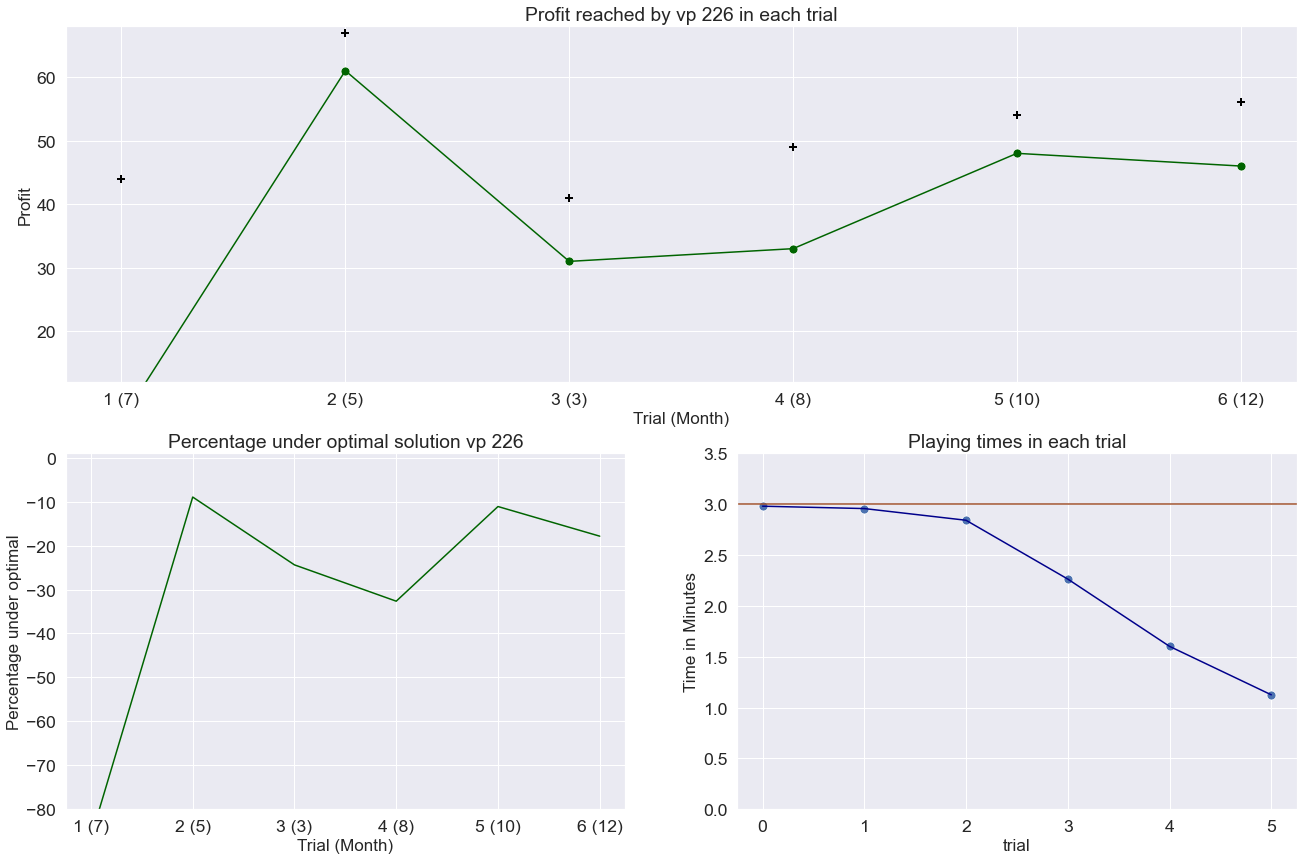 Profit reached by vp 226 in each trial
60
50
40
30
20
Profit
1 (7) 2 (5) 3 (3) 4 (8) 5 (10) 6 (12)
Trial (Month)
Percentage under optimal solution vp 226
0
−10
−20
−30
−40
−50
−60
−70
−80
Percentage under optimal
1 (7) 2 (5) 3 (3) 4 (8) 5 (10) 6 (12)
Trial (Month)
Playing times in each trial
3.5
3.0
2.5
2.0
1.5
1.0
0.5
0.0
Time in Minutes
0 1 2 3 4 5
trial